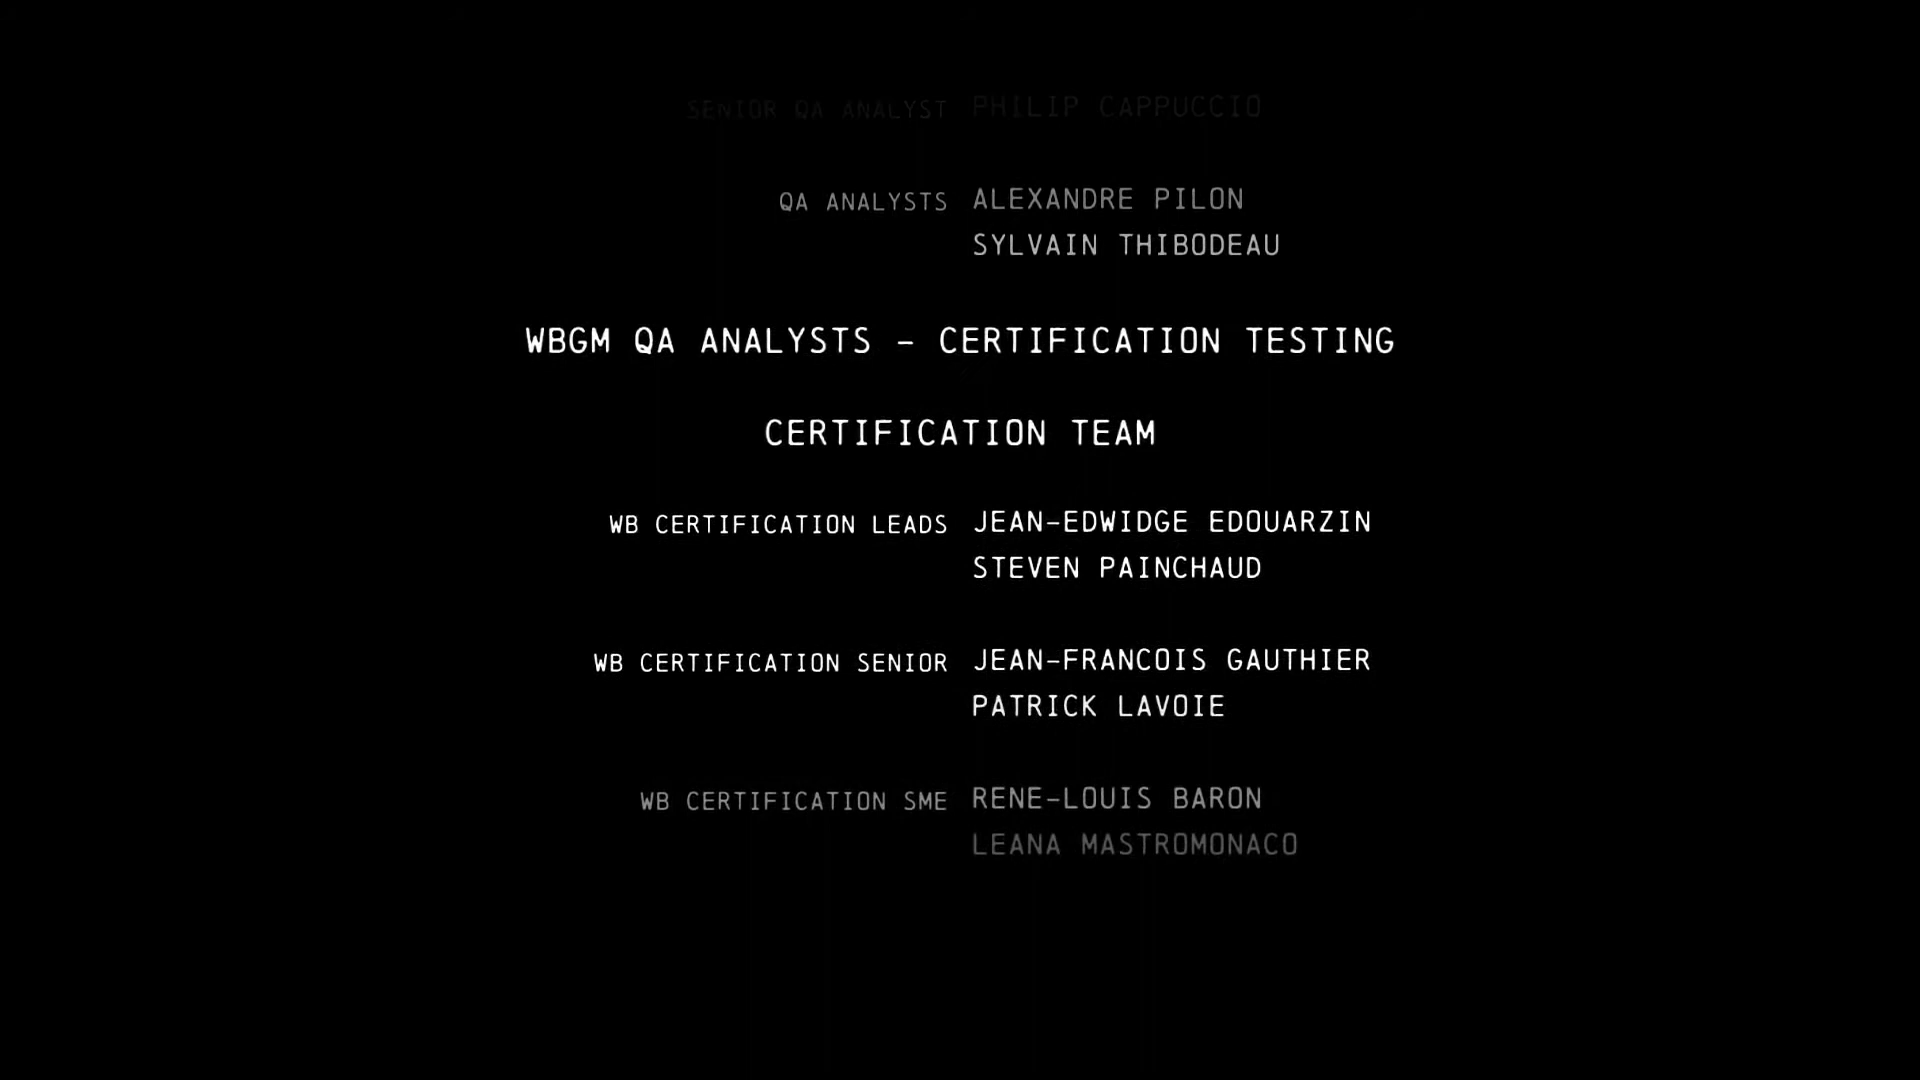 SENIOR QA ANALYST PHILIP CAPPUCCIO
QA ANALYSTS ALEXANDRE PILON
SYLVAIN THIBODEAU
WBGM QA ANALYSTS - CERTIFICATION TESTING
CERTIFICATION TEAM
WB CERTIFICATION LEADS JEAN-EDWIDGE EDOUARZIN
STEVEN PAINCHAUD
WB CERTIFICATION SENIOR JEAN-FRANCOIS GAUTHIER
PATRICK LAVOIE
WB CERTIFICATION SME RENE-LOUIS BARON
LEANA MASTROMONACO